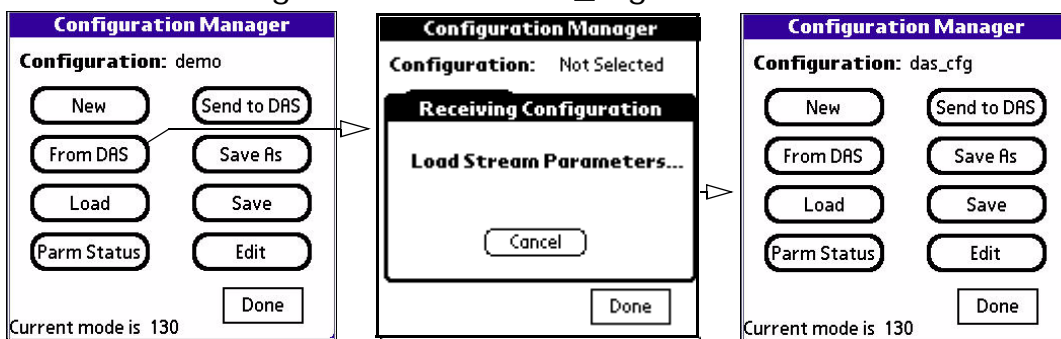 Configuration Manager
Configuration: demo
New Send to DAS
From DAS Save As
Load Save
Parm Status Edit
Done
Current mode is 130
Configuration Manager
Configuration: Not Selected
Receiving Configuration
Load Stream Parameters...
Cancel
Done
Configuration Manager
Configuration: das_cfg
New Send to DAS
From DAS Save As
Load Save
Parm Status Edit
Done
Current mode is 130